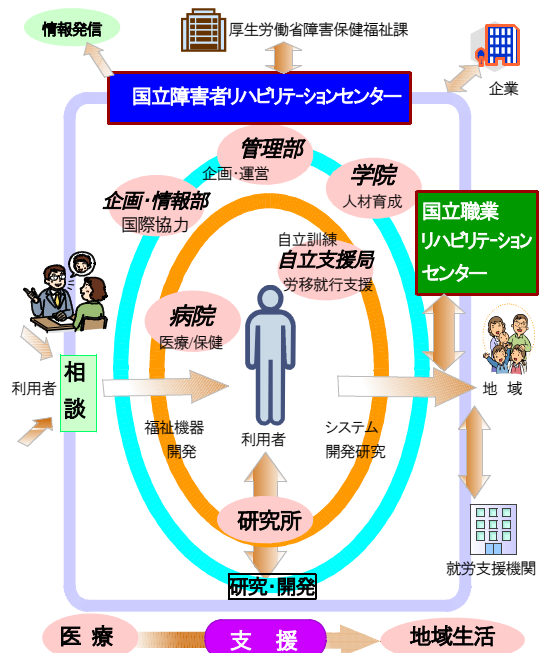 情報発信
厚生労働省障害保健福祉課
企業
国立障害者リハビリテーションセンター
管理部
企画･運営
学院
人材育成
企画･情報部
国際協力
国立職業
リハビリテーション
センター
自立訓練
自立支援局
労移就行支援
病院
医療/保健
利用者
相
談
地 域
福祉機器
開発
利用者
システム
開発研究
研究所
就労支援機関
研究･開発
医 療
支 援
地域生活